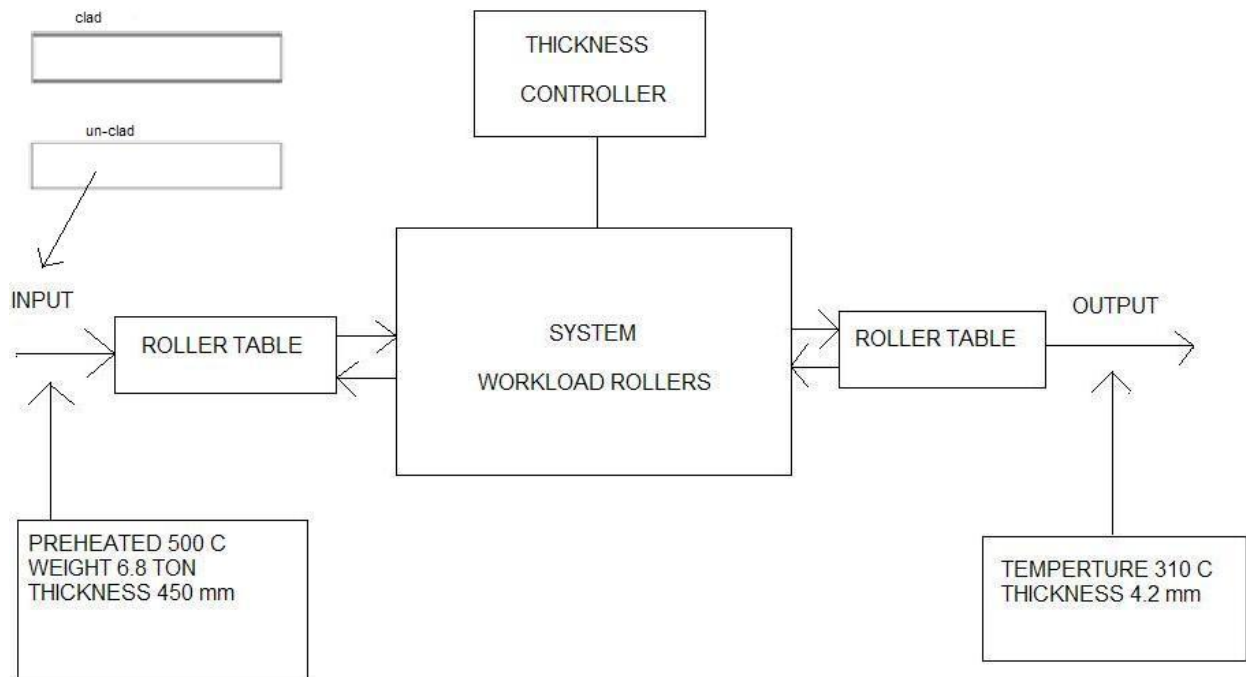 clad
un-clad
THICKNESS
CONTROLLER
INPUT
ROLLER TABLE
SYSTEM
WORKLOAD ROLLERS
ROLLER TABLE
OUTPUT
PREHEATED 500 C
WEIGHT 6.8 TON
THICKNESS 450 mm
TEMPERTURE 310 C
THICKNESS 4.2 mm